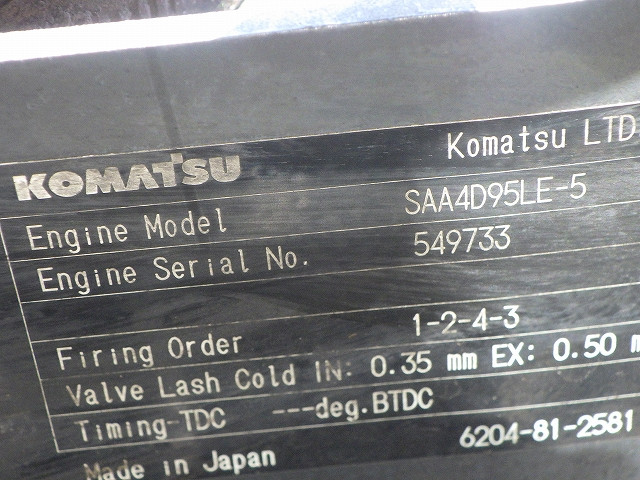 KOMATSU Komatsu LTD
Engine Model SAA4D95LE-5
Engine Serial No. 549733
Firing Order 1-2-4-3
Valve Lash Cold IN: 0.35 mm EX: 0.50 m
Timing-TDC ---deg.BTDC
6204-81-2581
Made in Japan